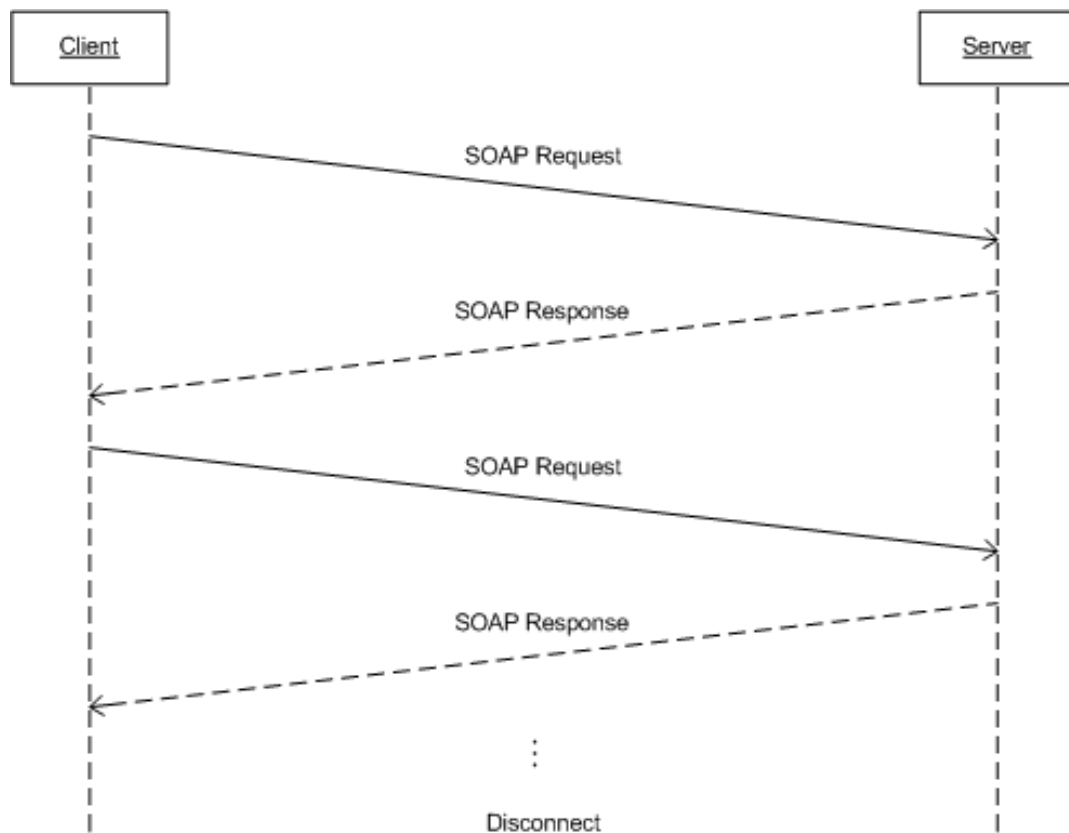 Client
Server
SOAP Request
SOAP Response
SOAP Request
SOAP Response
⋮
Disconnect